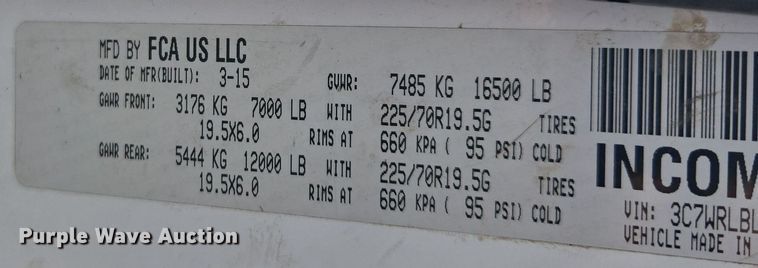 MFD BY FCA US LLC
DATE OF MFR(BUILT): 3-15 GVWR: 7485 KG 16500 LB
GAWR FRONT: 3176 KG 7000 LB WITH 225/70R19.5G TIRES
19.5X6.0 RIMS AT 660 KPA ( 95 PSI) COLD
GAWR REAR: 5444 KG 12000 LB WITH 225/70R19.5G TIRES
19.5X6.0 RIMS AT 660 KPA ( 95 PSI) COLD
INCOM
VIN: 3C7WRLBL
VEHICLE MADE IN
Purple Wave Auction